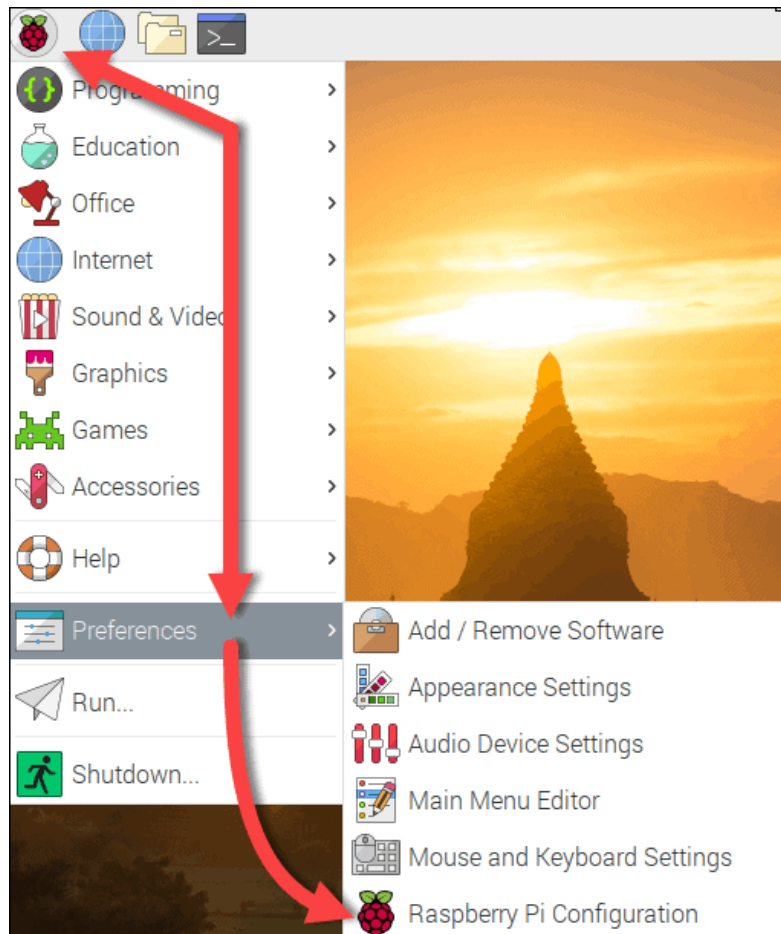 >_
Programming
Education
Office
Internet
Sound & Video
Graphics
Games
Accessories
Help
Preferences
Run...
Shutdown...
Add / Remove Software
Appearance Settings
Audio Device Settings
Main Menu Editor
Mouse and Keyboard Settings
Raspberry Pi Configuration